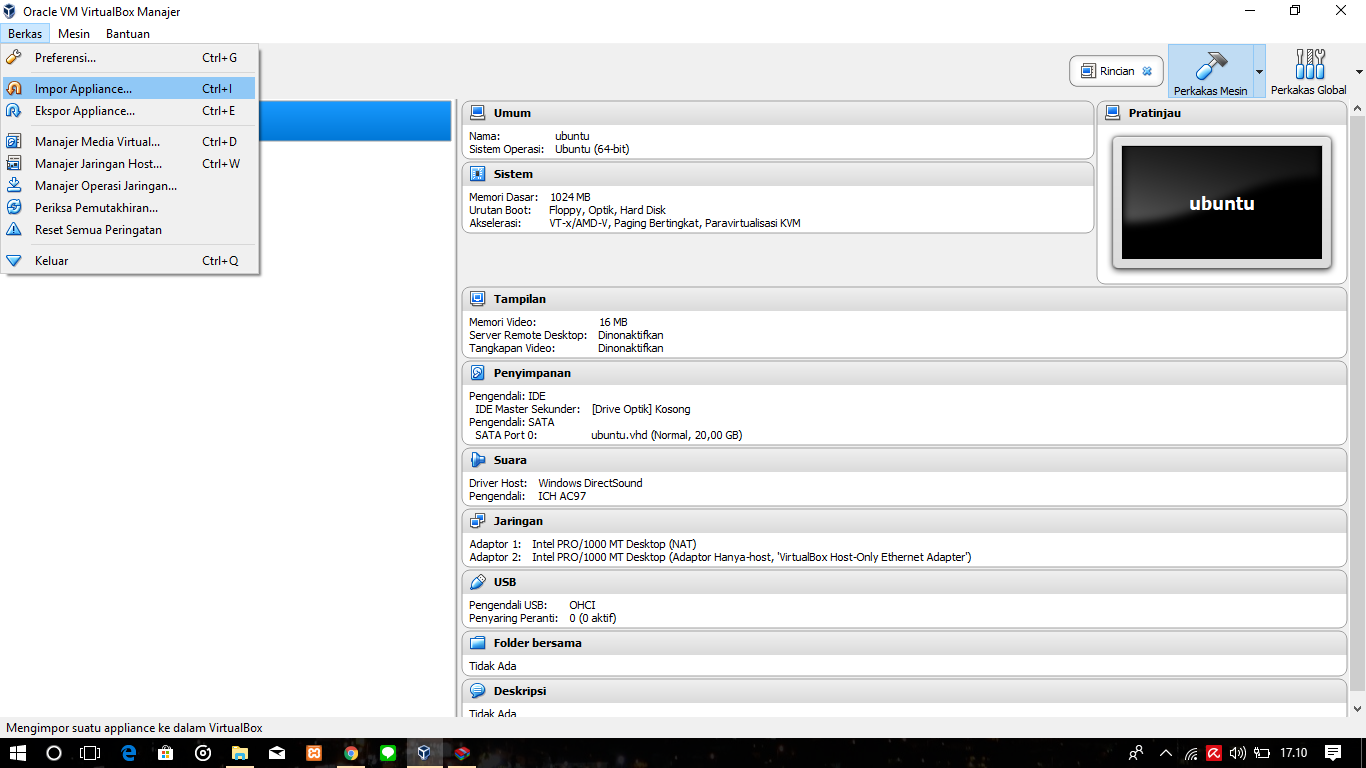 Oracle VM VirtualBox Manajer
Berkas Mesin Bantuan
Preferensi... Ctrl+G
Impor Appliance... Ctrl+I
Ekspor Appliance... Ctrl+E
Manajer Media Virtual... Ctrl+D
Manajer Jaringan Host... Ctrl+W
Manajer Operasi Jaringan...
Periksa Pemutakhiran...
Reset Semua Peringatan
Keluar Ctrl+Q
Rincian
Perkakas Mesin
Perkakas Global
Umum
Nama: ubuntu
Sistem Operasi: Ubuntu (64-bit)
Pratinjau
ubuntu
Sistem
Memori Dasar: 1024 MB
Urutan Boot: Floppy, Optik, Hard Disk
Akselerasi: VT-x/AMD-V, Paging Bertingkat, Paravirtualisasi KVM
Tampilan
Memori Video: 16 MB
Server Remote Desktop: Dinonaktifkan
Tangkapan Video: Dinonaktifkan
Penyimpanan
Pengendali: IDE
IDE Master Sekunder: [Drive Optik] Kosong
Pengendali: SATA
SATA Port 0: ubuntu.vhd (Normal, 20,00 GB)
Suara
Driver Host: Windows DirectSound
Pengendali: ICH AC97
Jaringan
Adaptor 1: Intel PRO/1000 MT Desktop (NAT)
Adaptor 2: Intel PRO/1000 MT Desktop (Adaptor Hanya-host, 'VirtualBox Host-Only Ethernet Adapter')
USB
Pengendali USB: OHCI
Penyaring Peranti: 0 (0 aktif)
Folder bersama
Tidak Ada
Deskripsi
Tidak Ada
Mengimpor suatu appliance ke dalam VirtualBox
17.10